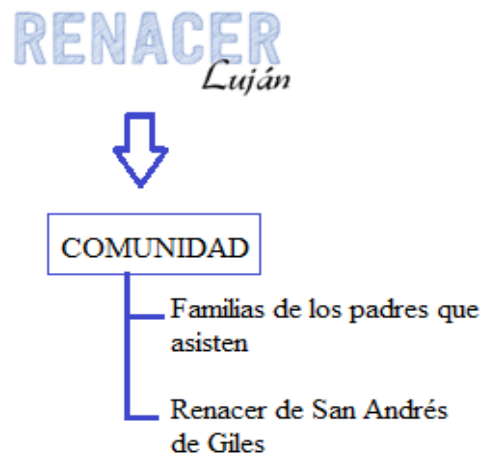 RENACER
Luján
COMUNIDAD
Familias de los padres que
asisten
Renacer de San Andrés
de Giles